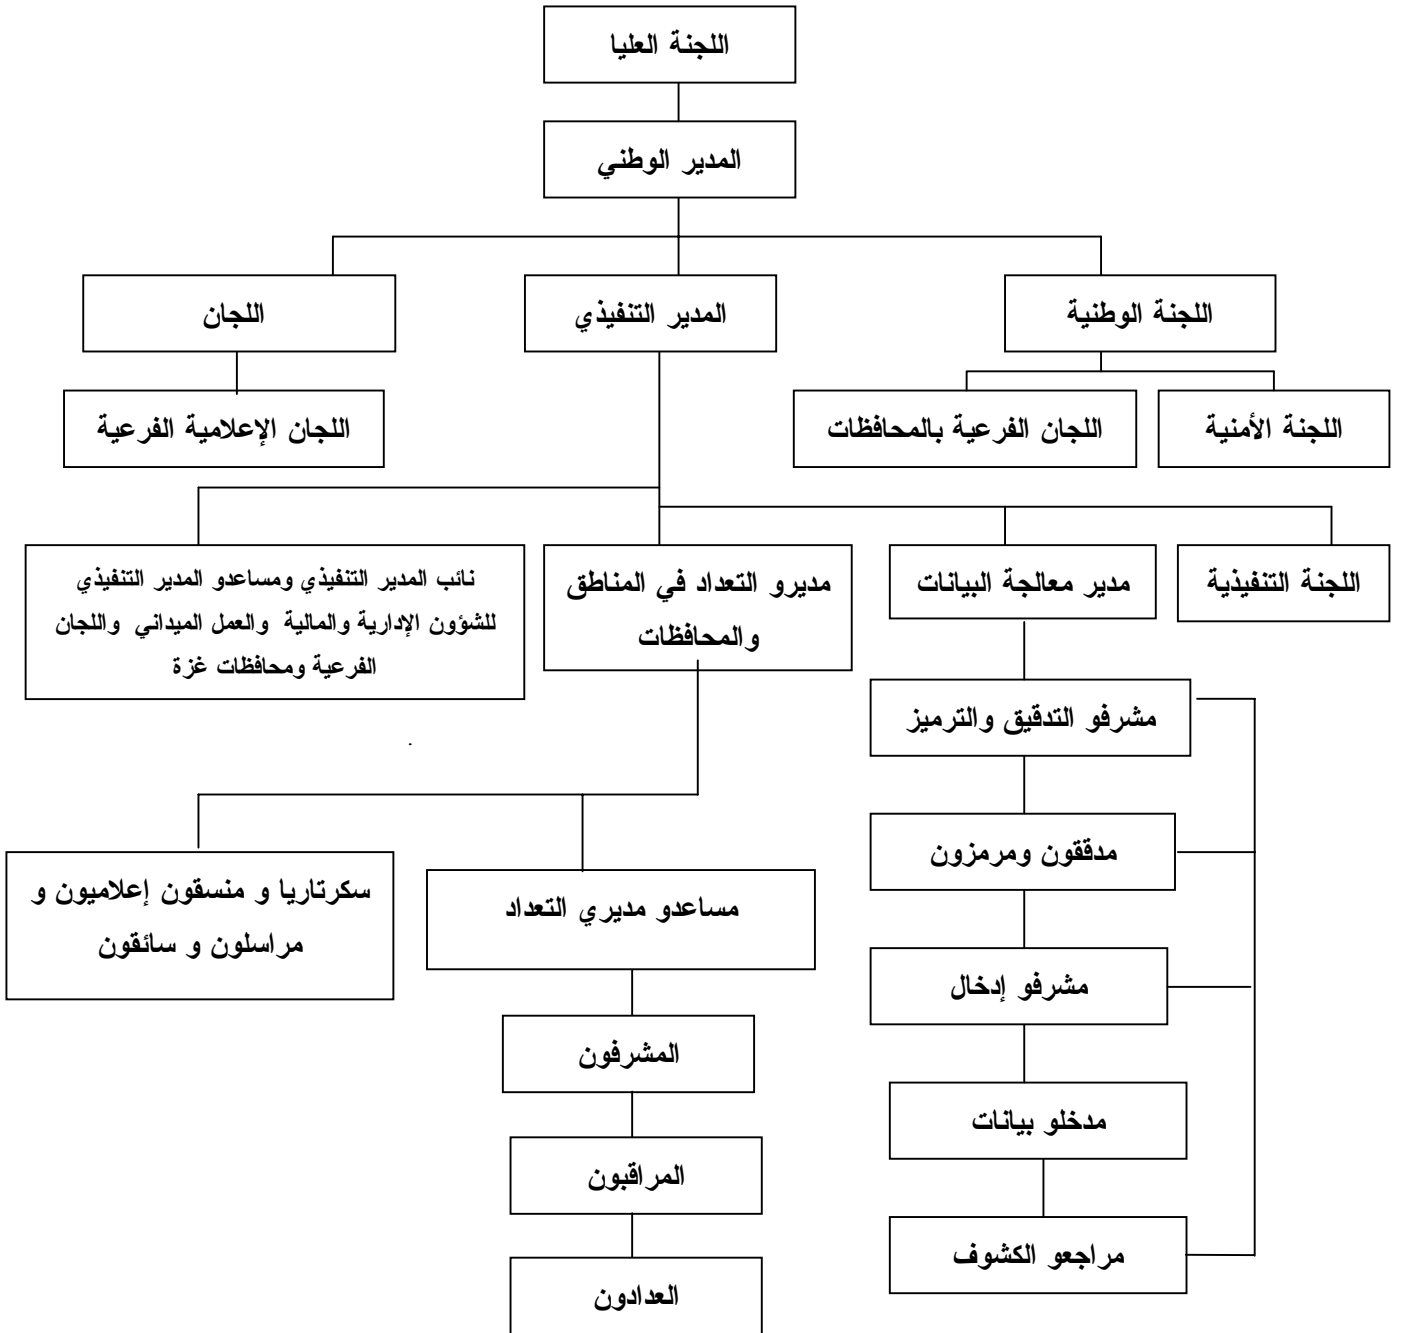 اللجنة العليا
المدير الوطني
اللجنة الوطنية
المدير التنفيذي
اللجان
اللجنة الأمنية
اللجان الفرعية بالمحافظات
اللجان الإعلامية الفرعية
اللجنة التنفيذية
مدير معالجة البيانات
مديرو التعداد في المناطق
والمحافظات
نائب المدير التنفيذي ومساعدو المدير التنفيذي
للشؤون الإدارية والمالية والعمل الميداني واللجان
الفرعية ومحافظات غزة
مشرفو التدقيق والترميز
مدققون ومرمزون
مشرفو إدخال
مدخلو بيانات
مراجعو الكشوف
مساعدو مديري التعداد
سكرتاريا و منسقون إعلاميون و
مراسلون و سائقون
المشرفون
المراقبون
العدادون